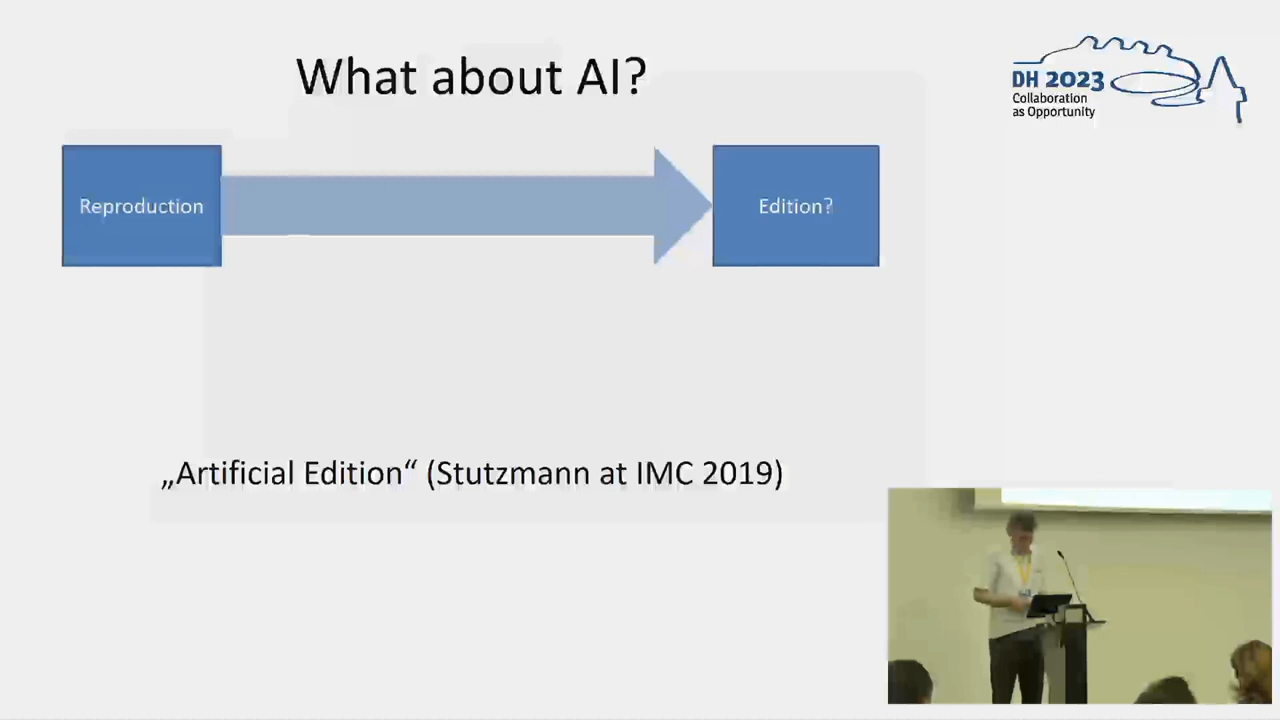 What about AI?
DH 2023
Collaboration
as Opportunity
Reproduction
Edition?
„Artificial Edition“ (Stutzmann at IMC 2019)